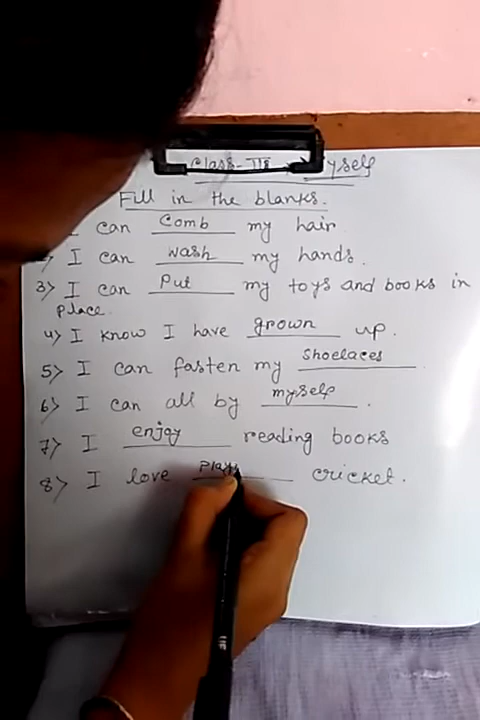 Class-III yself
Fill in the blanks.
I can comb my hair
I can wash my hands.
3> I can Put my toys and books in
place.
4> I know I have grown up.
5> I can fasten my shoelaces.
6> I can all by myself.
7> I enjoy reading books
8> I love play cricket.